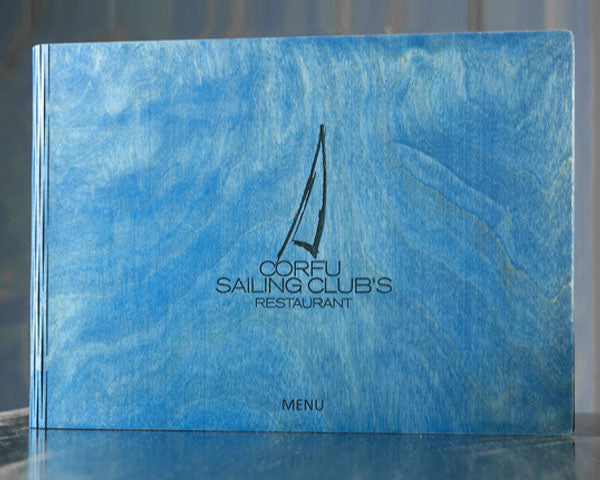 CORFU
SAILING CLUB'S
RESTAURANT
MENU